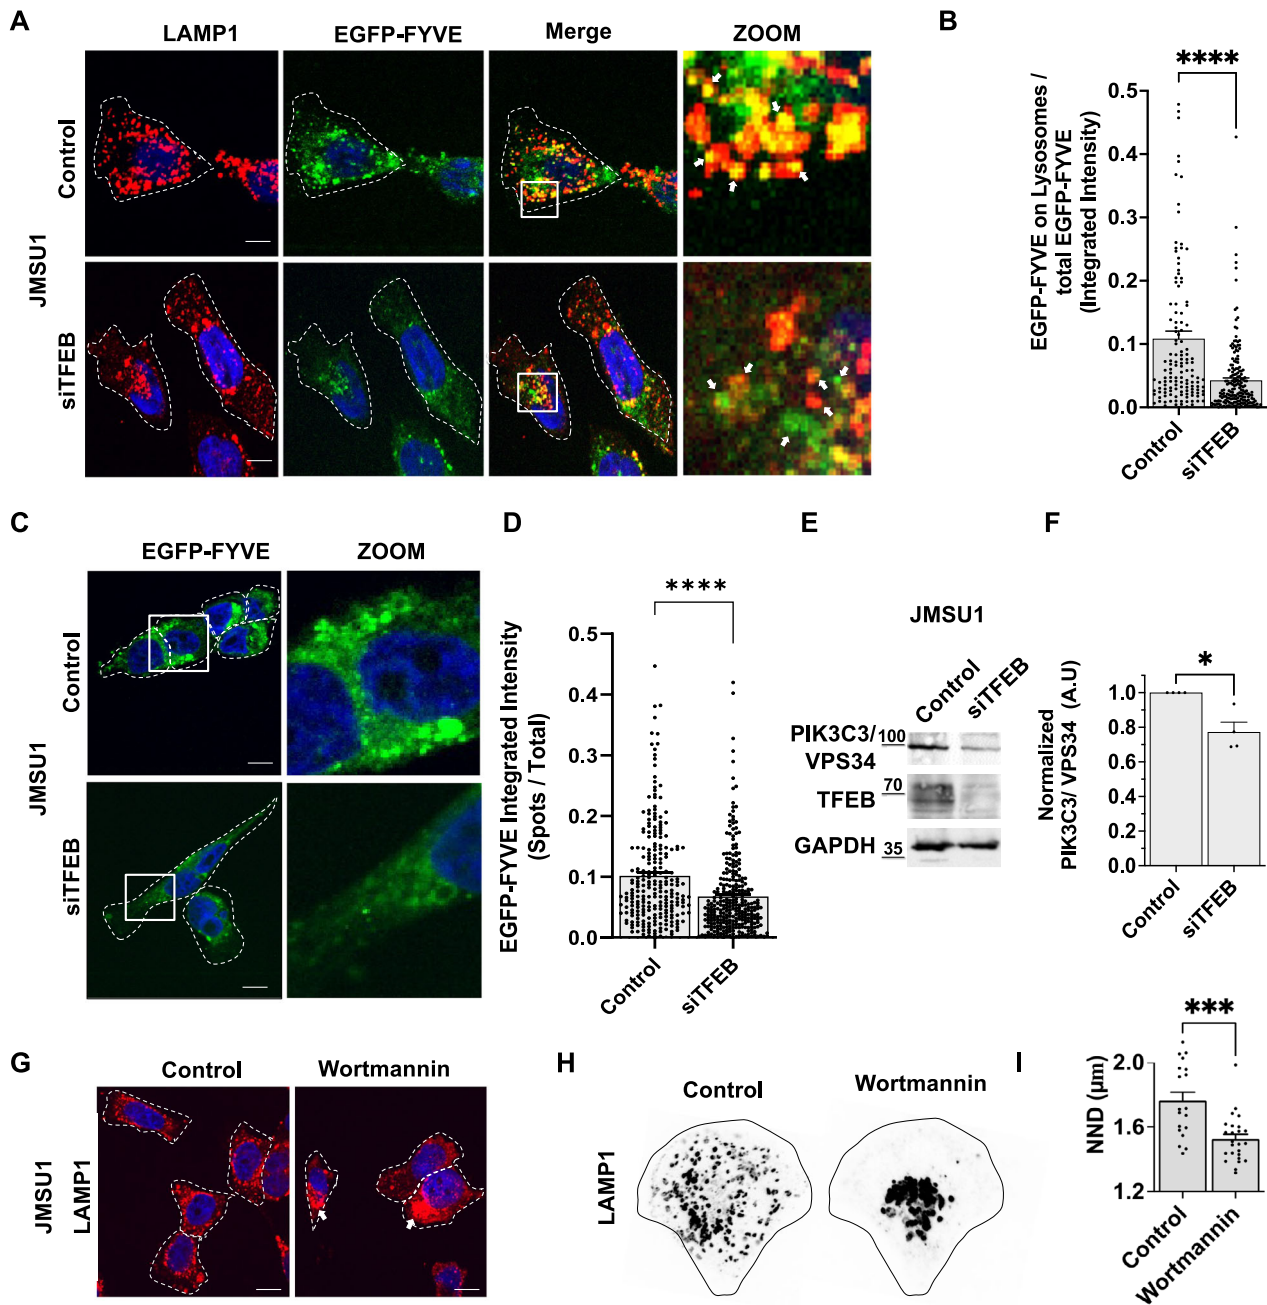 A
LAMP1
EGFP-FYVE
Merge
ZOOM
JMSU1
Control
siTFEB
B
****
EGFP-FYVE on Lysosomes /
total EGFP-FYVE
(Integrated Intensity)
0.5
0.4
0.3
0.2
0.1
0.0
Control
siTFEB
C
EGFP-FYVE
ZOOM
JMSU1
Control
siTFEB
D
****
EGFP-FYVE Integrated Intensity
(Spots / Total)
0.5
0.4
0.3
0.2
0.1
0.0
Control
siTFEB
E
JMSU1
Control
siTFEB
PIK3C3/
VPS34
100
TFEB
70
GAPDH
35
F
*
Normalized
PIK3C3/ VPS34 (A.U)
1.0
0.8
0.6
0.4
0.2
0.0
Control
siTFEB
G
Control
Wortmannin
JMSU1
LAMP1
H
Control
Wortmannin
LAMP1
I
***
NND (µm)
2.0
1.6
1.2
Control
Wortmannin